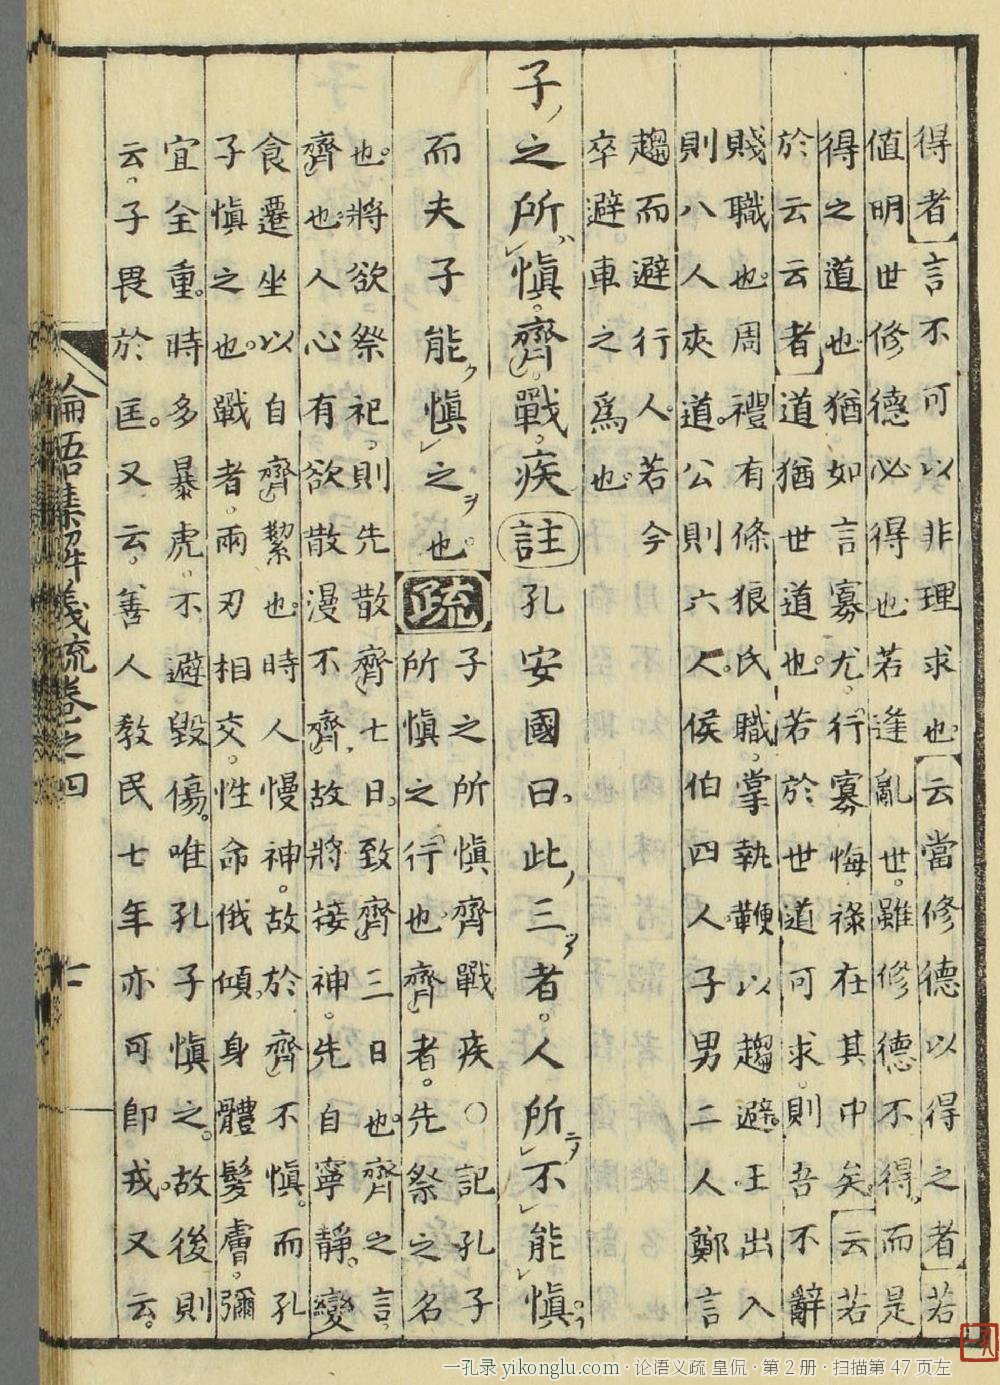 得者言不可以非理求也云當修德以得之者若
值明世修德必得也若逢亂世雖修德不得而是
得之道也猶如言寡尤行寡悔祿在其中矣云若
於云云者道猶世道也若於世道可求則吾不辭
賤職也周禮有條狼氏職掌執鞭以趨避王出入
則八人夾道公則六人侯伯四人子男二人鄭言
趨而避行人若今
卒避車之爲也
子之所愼齊戰疾註孔安國曰此三者人所不能愼
而夫子能愼之也疏
子之所愼齊戰疾○記孔子
所愼之行也齊者先祭之名
也將欲祭祀則先散齊七日致齊三日也齊之言
齊也人心有欲散漫不齊故將接神先自寧靜變
食遷坐以自齊潔也時人慢神故於齊不愼而孔
子愼之也戰者兩刃相交性命俄傾身體髮膚彌
宜全重時多暴虎不避毀傷唯孔子愼之故後則
云子畏於匡又云善人敎民七年亦可卽戎又云
論語集解義疏卷之四
十一
一孔录 yikonglu.com · 论语义疏 皇侃 · 第 2 册 · 扫描第 47 页左